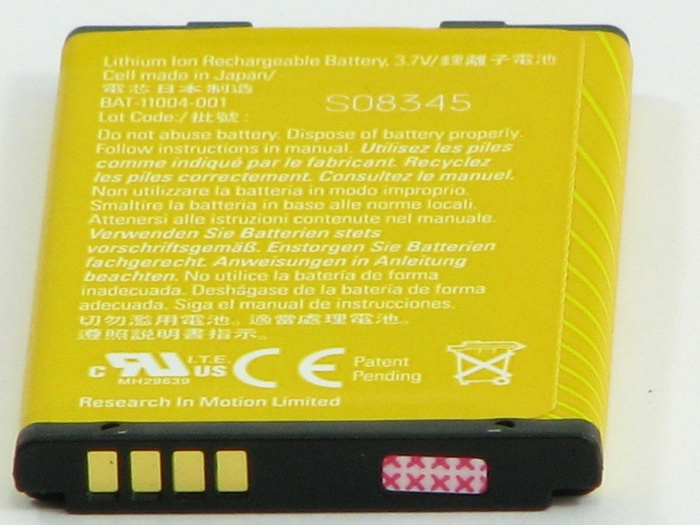 Lithium Ion Rechargeable Battery, 3.7V/鋰離子電池
Cell made in Japan/
電芯日本制造
BAT-11004-001
Lot Code:/批號: S08345
Do not abuse battery. Dispose of battery properly.
Follow instructions in manual. Utilisez les piles
comme indiqué par le fabricant. Recyclez
les piles correctement. Consultez le manuel.
Non utilizzare la batteria in modo improprio.
Smaltire la batteria in base alle norme locali.
Attenersi alle istruzioni contenute nel manuale.
Verwenden Sie Batterien stets
vorschriftsgemäß. Enstorgen Sie Batterien
fachgerecht. Anweisungen in Anleitung
beachten. No utilice la batería de forma
inadecuada. Deshágase de la batería de forma
adecuada. Siga el manual de instrucciones.
切勿濫用電池。適當處理電池。
遵照說明書指示。
c RU US I.T.E. CE Patent
MH29639 Pending
Research In Motion Limited